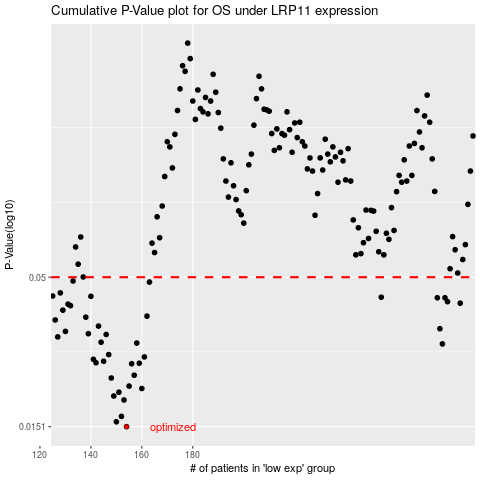 Cumulative P-Value plot for OS under LRP11 expression
P-Value(log10)
0.05
0.0151
optimized
120 140 160 180
# of patients in 'low exp' group